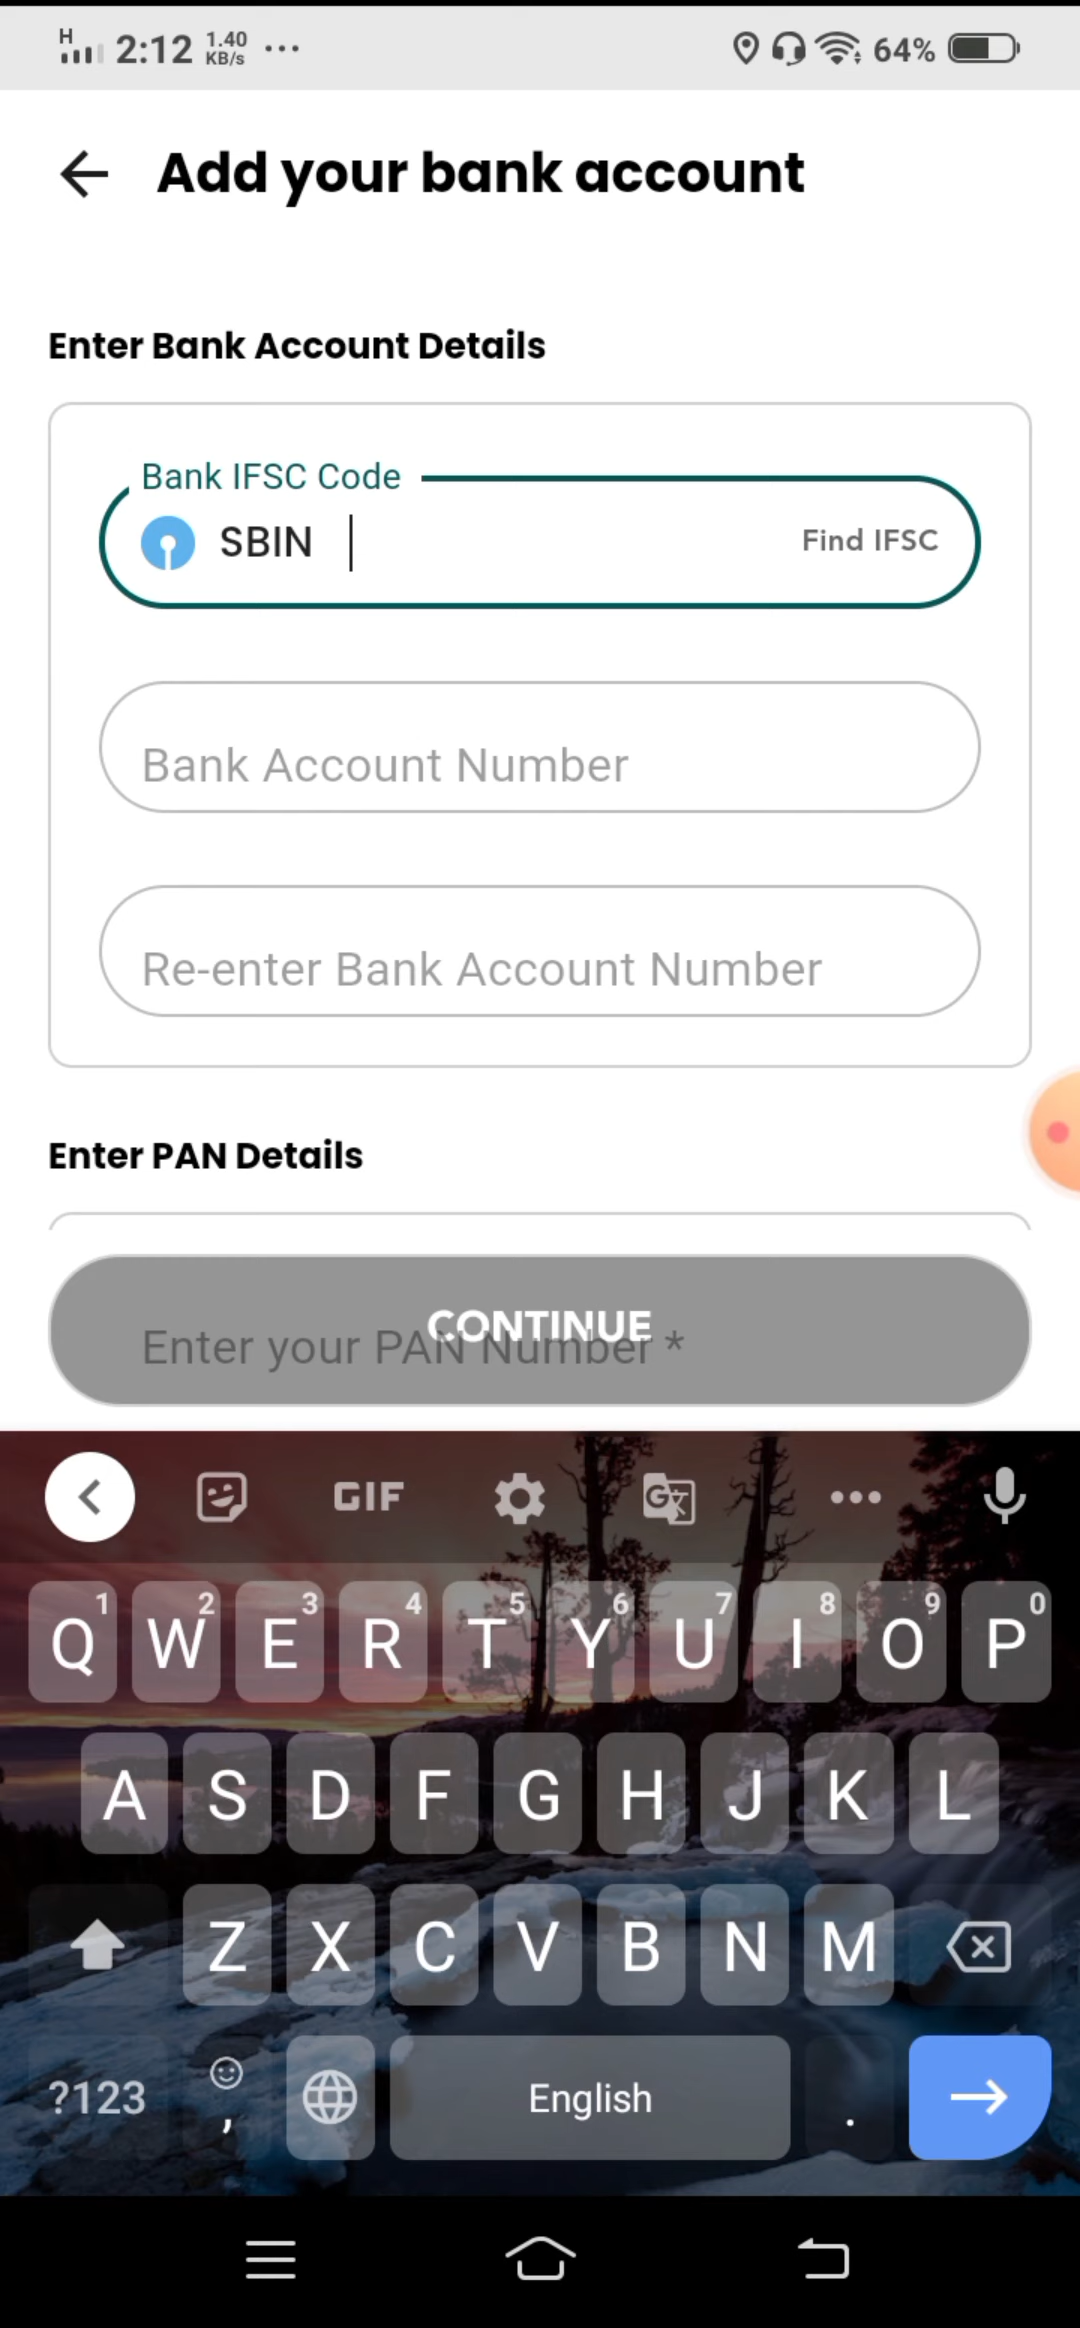 H 2:12 1.40 KB/s ... 64%
Add your bank account
Enter Bank Account Details
Bank IFSC Code
SBIN Find IFSC
Bank Account Number
Re-enter Bank Account Number
Enter PAN Details
CONTINUE
Enter your PAN Number *
GIF G
1 2 3 4 5 6 7 8 9 0
Q W E R T Y U I O P
A S D F G H J K L
Z X C V B N M
?123 , English .